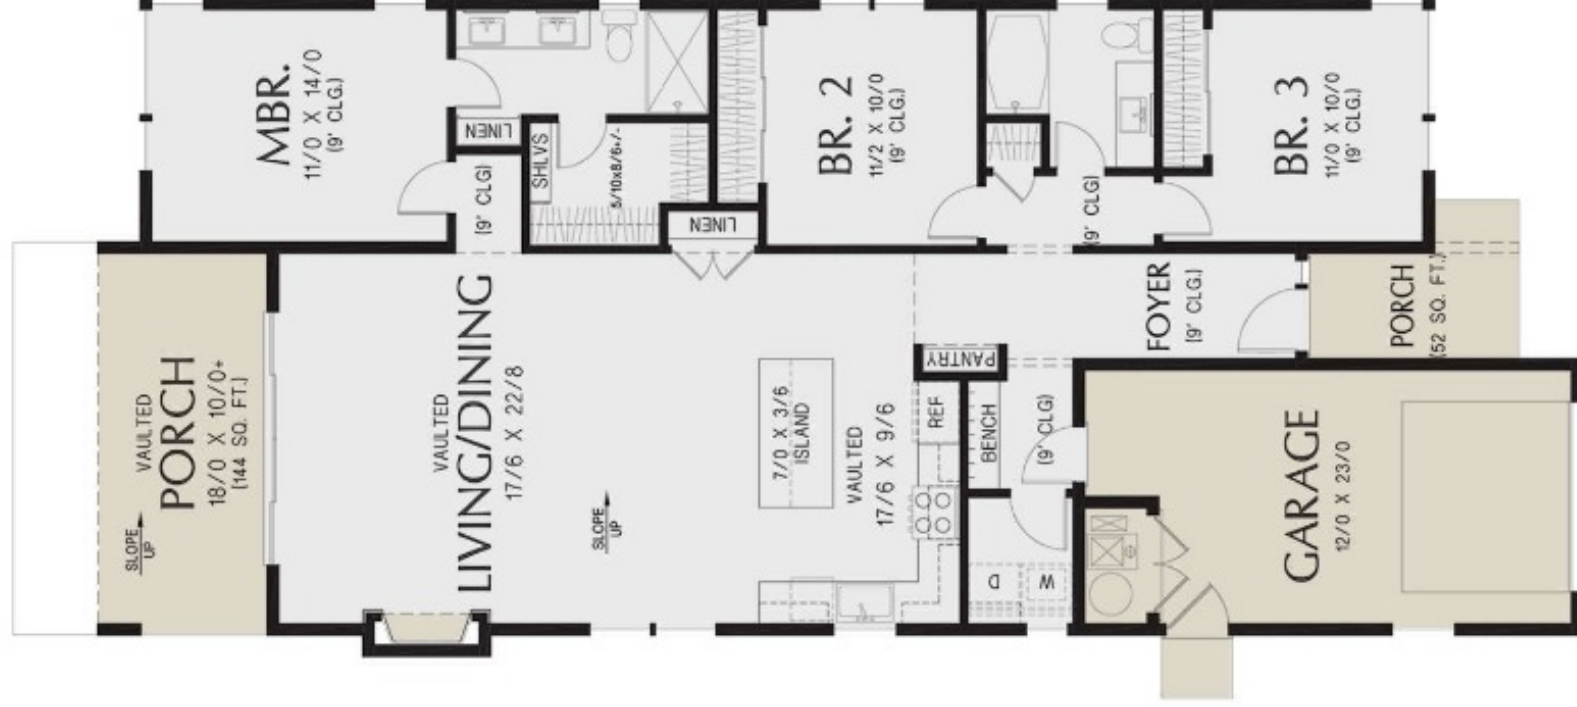 MBR.
11/0 X 14/0
(9' CLG.)
LINEN
(9' CLG)
SHLVS
5/10x8/6+/-
LINEN
BR. 2
11/2 X 10/0
(9' CLG.)
(9' CLG)
BR. 3
11/0 X 10/0
(9' CLG.)
VAULTED
PORCH
18/0 X 10/0+
(144 SQ. FT.)
SLOPE
UP
VAULTED
LIVING/DINING
17/6 X 22/8
SLOPE
UP
7/0 X 3/6
ISLAND
VAULTED
17/6 X 9/6
PANTRY
REF
BENCH
(9' CLG)
D
W
FOYER
(9' CLG.)
PORCH
(52 SQ. FT.)
GARAGE
12/0 X 23/0